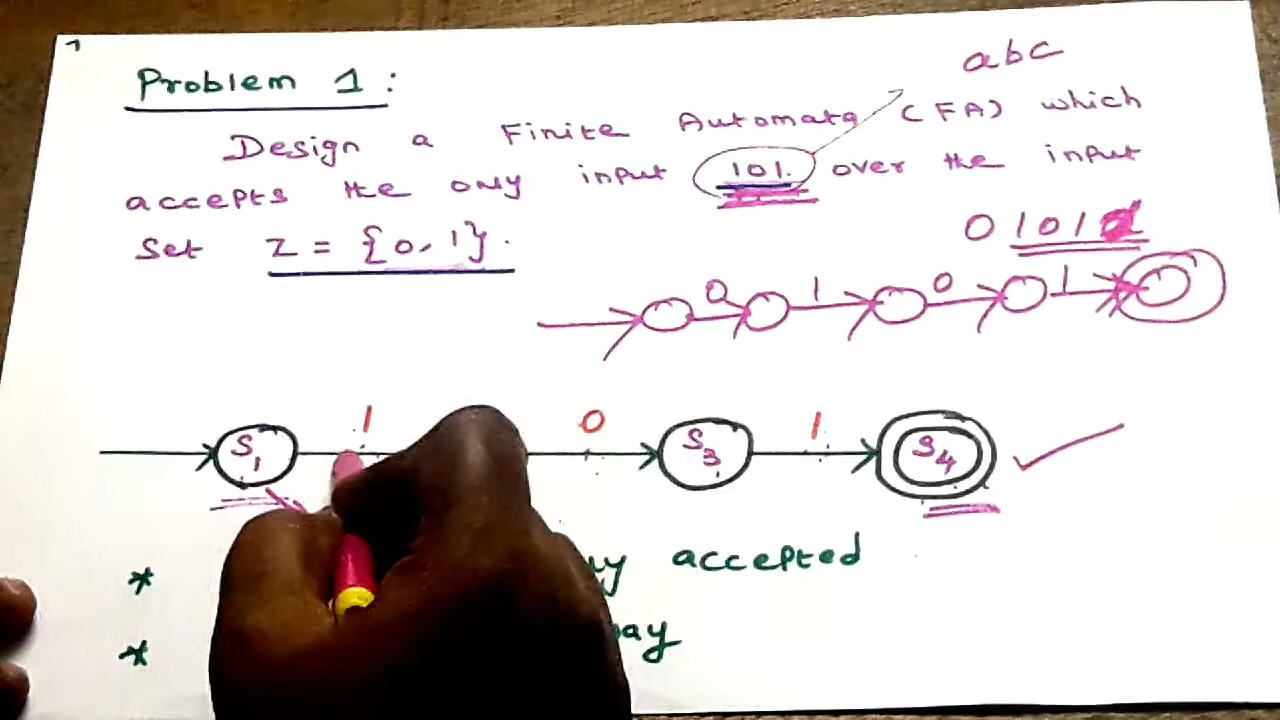 abc
Problem 1 :
Design a Finite Automata (FA) which
accepts the only input 101. over the input
Set Σ = {0, 1}.
0101
0 1 0 1
1 0 1
S1 S3 S4
* accepted
*